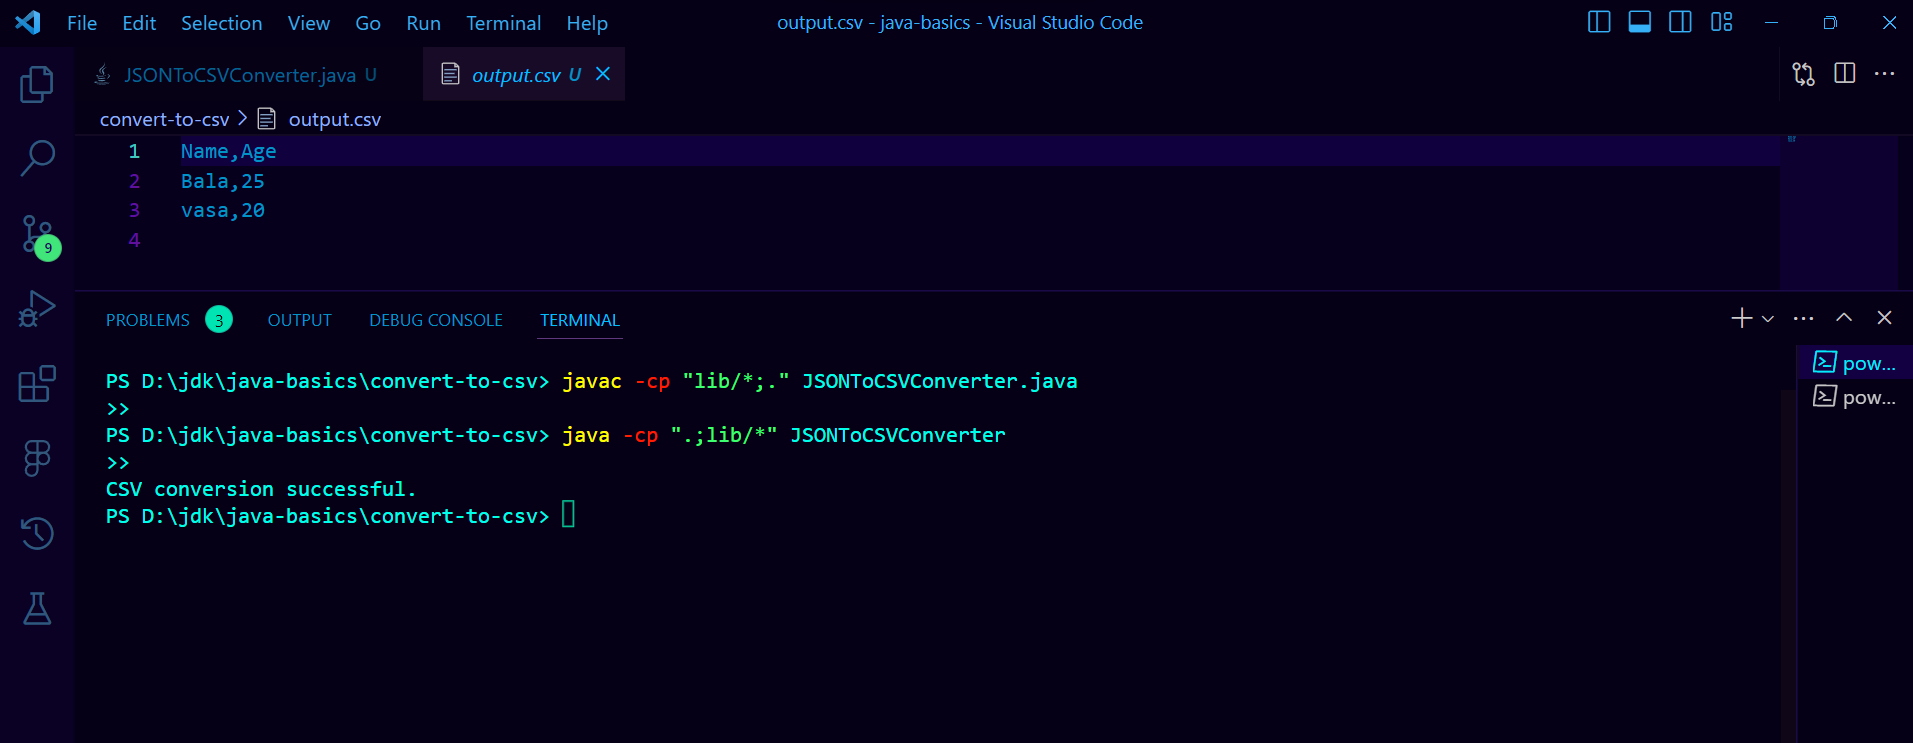 File Edit Selection View Go Run Terminal Help output.csv - java-basics - Visual Studio Code
JSONToCSVConverter.java U output.csv U
convert-to-csv > output.csv
1 Name,Age
2 Bala,25
3 vasa,20
4
9
PROBLEMS 3 OUTPUT DEBUG CONSOLE TERMINAL
PS D:\jdk\java-basics\convert-to-csv> javac -cp "lib/*;." JSONToCSVConverter.java
>>
PS D:\jdk\java-basics\convert-to-csv> java -cp ".;lib/*" JSONToCSVConverter
>>
CSV conversion successful.
PS D:\jdk\java-basics\convert-to-csv>
pow...
pow...